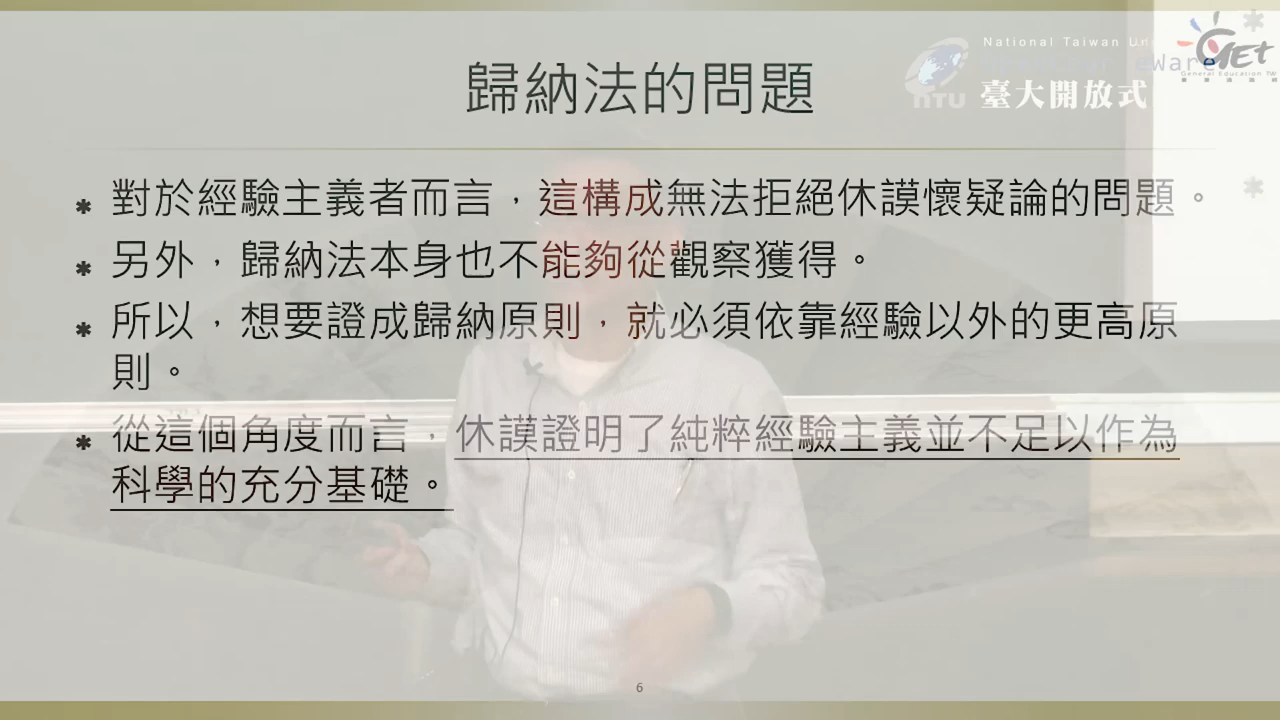 National Taiwan Uni
臺大開放式
GEt
General Education TW
歸納法的問題
對於經驗主義者而言，這構成無法拒絕休謨懷疑論的問題。
另外，歸納法本身也不能夠從觀察獲得。
所以，想要證成歸納原則，就必須依靠經驗以外的更高原
則。
從這個角度而言，休謨證明了純粹經驗主義並不足以作為
科學的充分基礎。
6